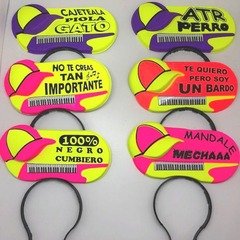 CAJETEALA
PIOLA
GATO
ATR
PERRO
NO TE CREAS
TAN
IMPORTANTE
TE QUIERO
PERO SOY
UN BARDO
100%
NEGRO
CUMBIERO
MANDALE
MECHAAA